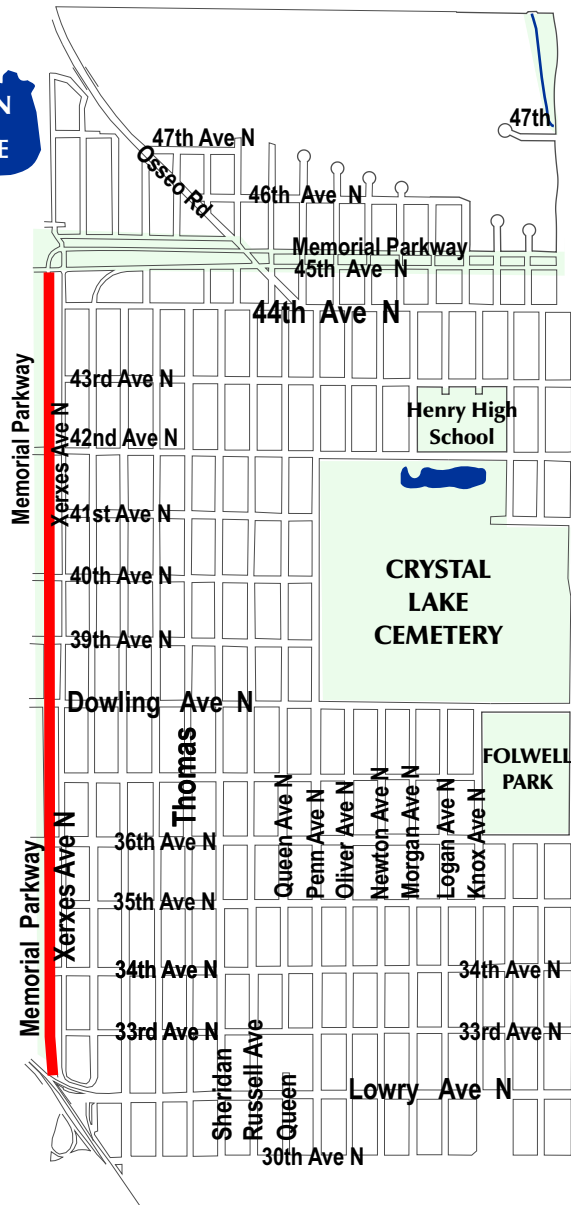 N
E
47th
47th Ave N
Osseo Rd
46th Ave N
Memorial Parkway
45th Ave N
44th Ave N
Memorial Parkway
Xerxes Ave N
43rd Ave N
Henry High
School
42nd Ave N
41st Ave N
40th Ave N
CRYSTAL
LAKE
CEMETERY
39th Ave N
Dowling Ave N
Thomas
FOLWELL
PARK
Queen Ave N
Penn Ave N
Oliver Ave N
Newton Ave N
Morgan Ave N
Logan Ave N
Knox Ave N
Memorial Parkway
Xerxes Ave N
36th Ave N
35th Ave N
34th Ave N
34th Ave N
33rd Ave N
33rd Ave N
Sheridan
Russell Ave
Queen
Lowry Ave N
30th Ave N